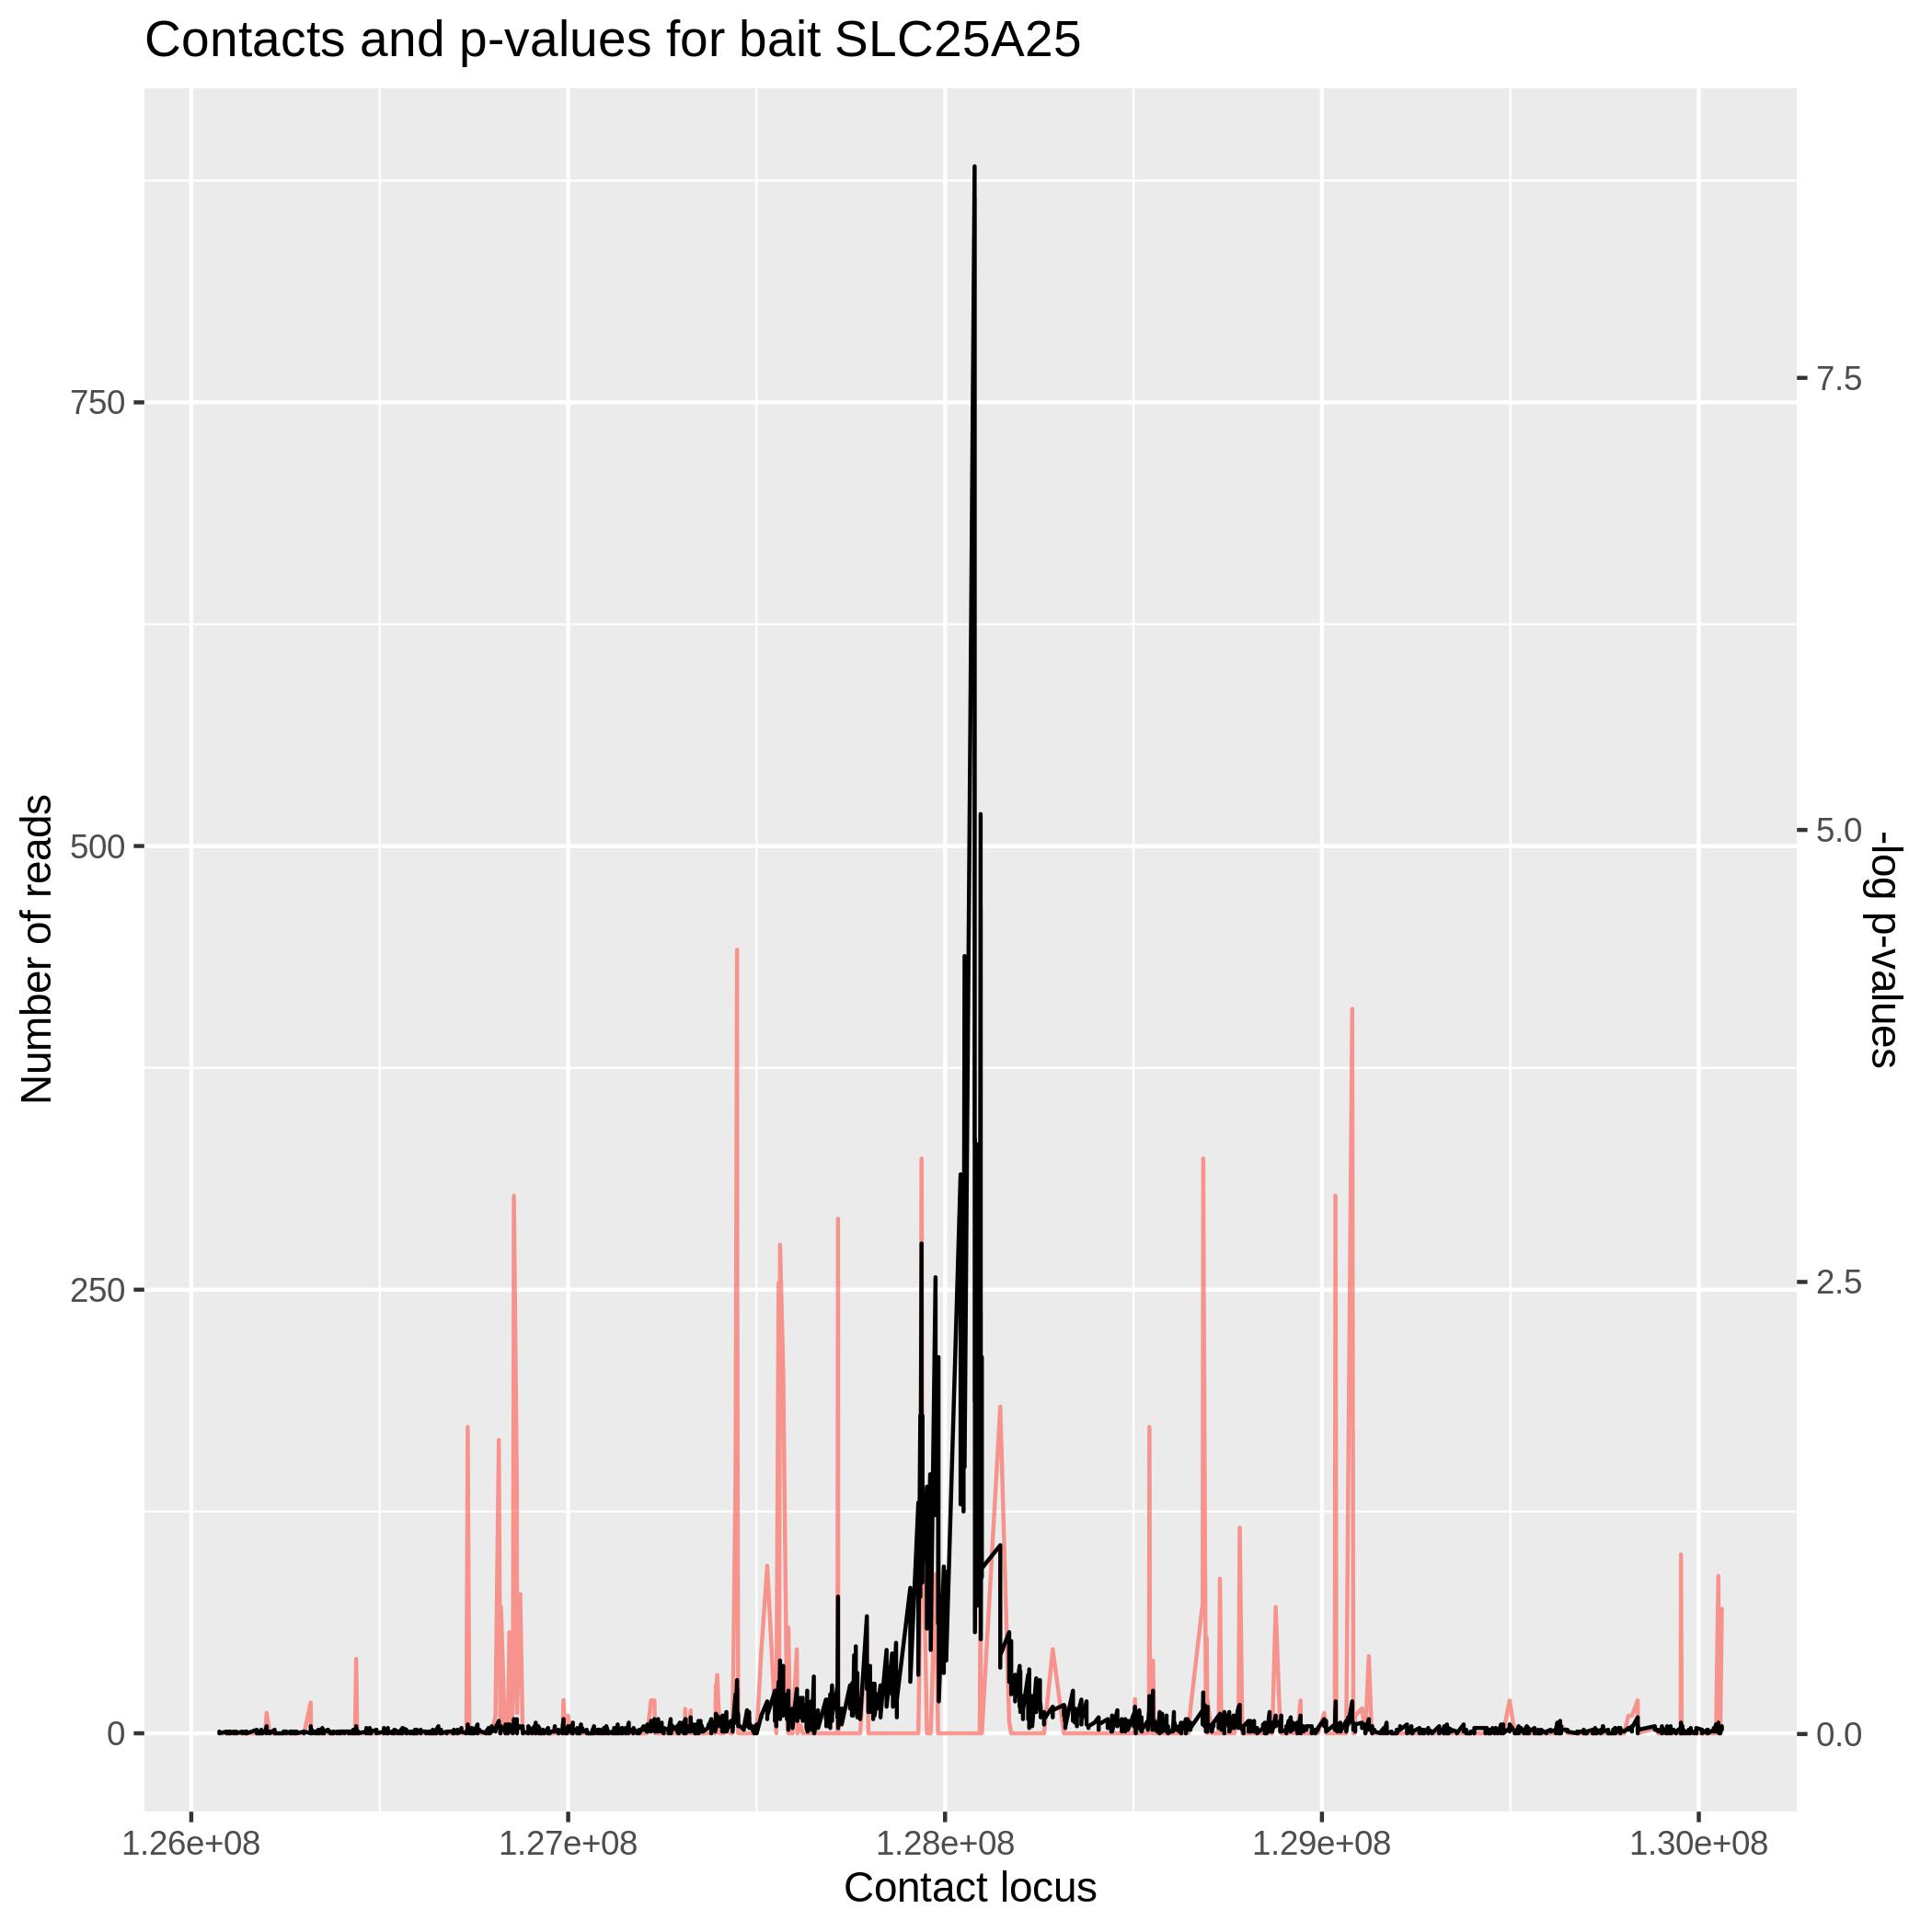 Contacts and p-values for bait SLC25A25
Number of reads
750
500
250
0
7.5
5.0
2.5
0.0
-log p-values
1.26e+08
1.27e+08
1.28e+08
1.29e+08
1.30e+08
Contact locus